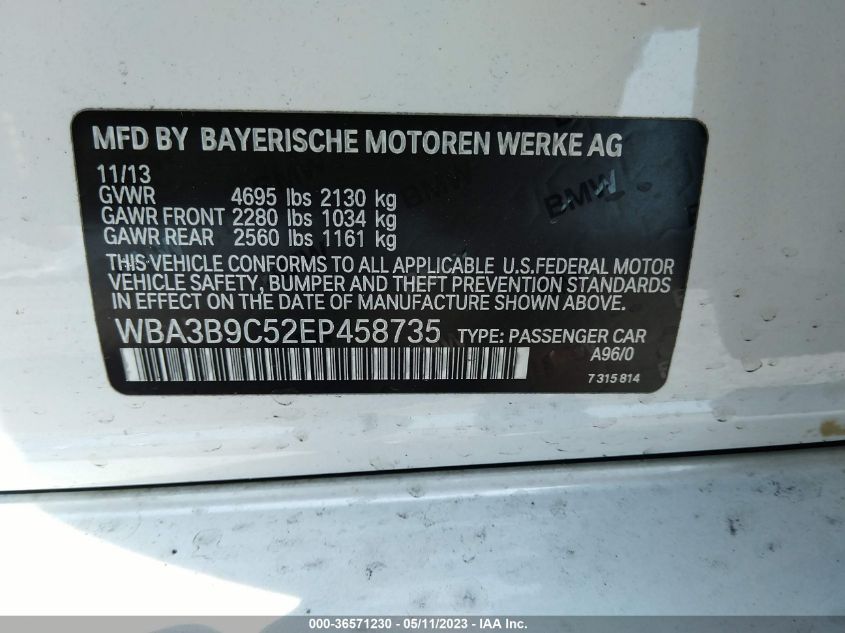 MFD BY BAYERISCHE MOTOREN WERKE AG
11/13
GVWR 4695 lbs 2130 kg
GAWR FRONT 2280 lbs 1034 kg
GAWR REAR 2560 lbs 1161 kg
THIS VEHICLE CONFORMS TO ALL APPLICABLE U.S.FEDERAL MOTOR
VEHICLE SAFETY, BUMPER AND THEFT PREVENTION STANDARDS
IN EFFECT ON THE DATE OF MANUFACTURE SHOWN ABOVE.
WBA3B9C52EP458735 TYPE: PASSENGER CAR
A96/0
7 315 814
BMW
BMW
000-36571230 - 05/11/2023 - IAA Inc.